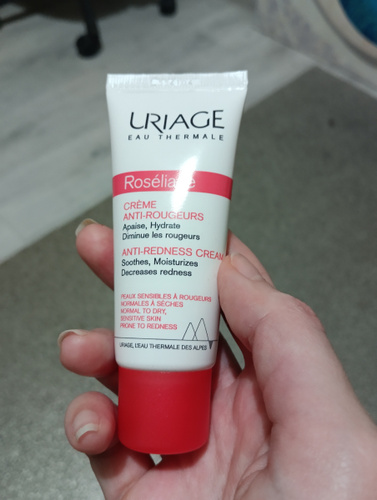 URIAGE
EAU THERMALE
Roséliane
CRÈME
ANTI-ROUGEURS
Apaise, Hydrate
Diminue les rougeurs
ANTI-REDNESS CREAM
Soothes, Moisturizes
Decreases redness
PEAUX SENSIBLES À ROUGEURS
NORMALES À SÈCHES
NORMAL TO DRY,
SENSITIVE SKIN
PRONE TO REDNESS
URIAGE, L'EAU THERMALE DES ALPES